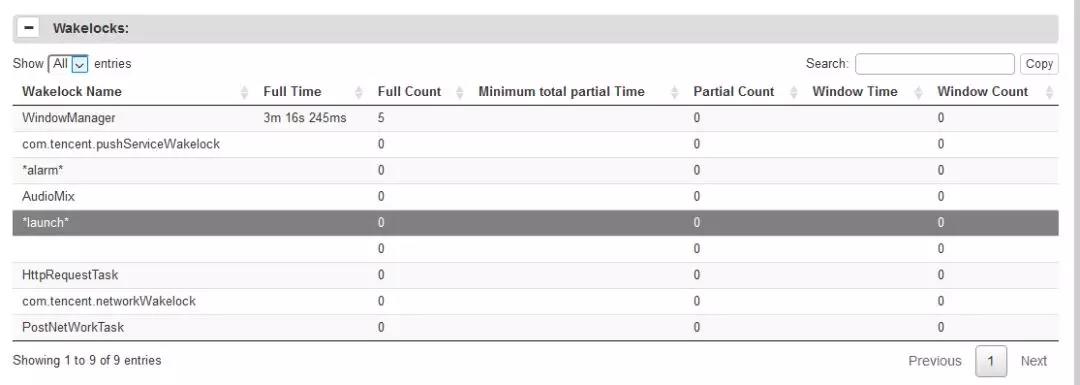 Wakelocks:
Show All entries Search: Copy
Wakelock Name Full Time Full Count Minimum total partial Time Partial Count Window Time Window Count
WindowManager 3m 16s 245ms 5 0 0
com.tencent.pushServiceWakelock 0 0 0
*alarm* 0 0 0
AudioMix 0 0 0
*launch* 0 0 0
0 0 0
HttpRequestTask 0 0 0
com.tencent.networkWakelock 0 0 0
PostNetWorkTask 0 0 0
Showing 1 to 9 of 9 entries Previous 1 Next